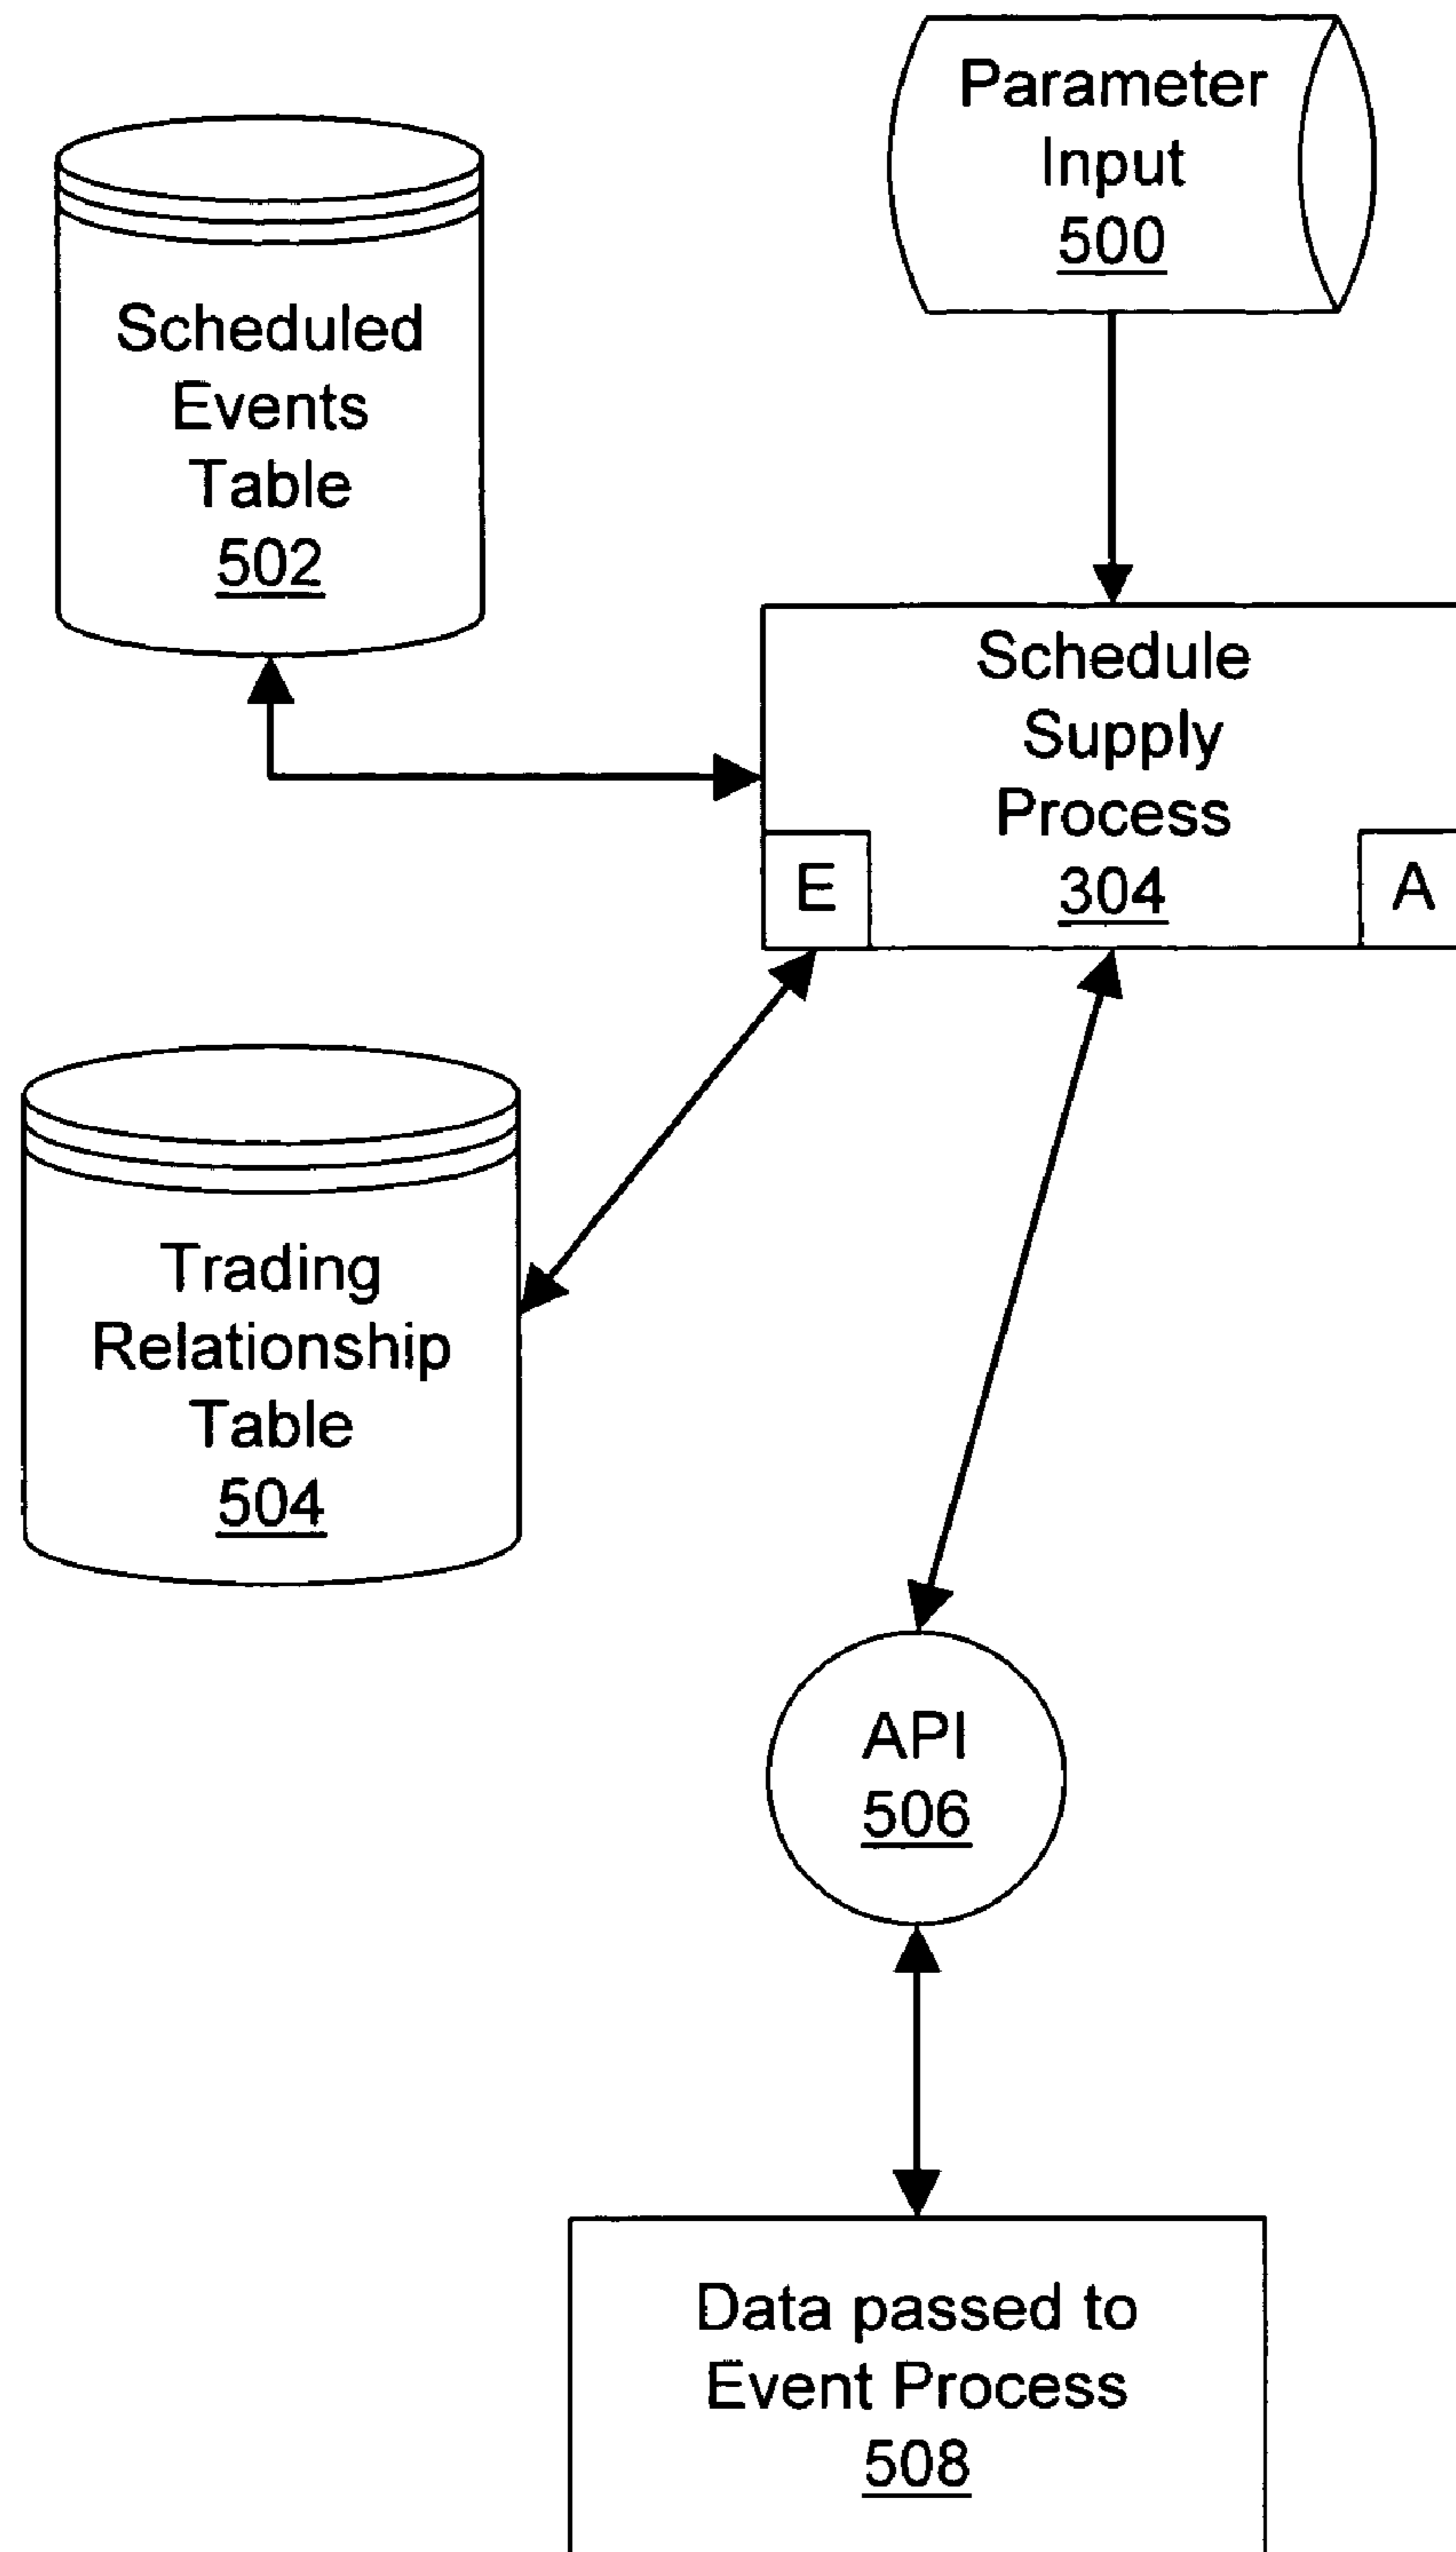 Parameter
Input
500
Scheduled
Events
Table
502
Schedule
Supply
Process
304
E
A
Trading
Relationship
Table
504
API
506
Data passed to
Event Process
508